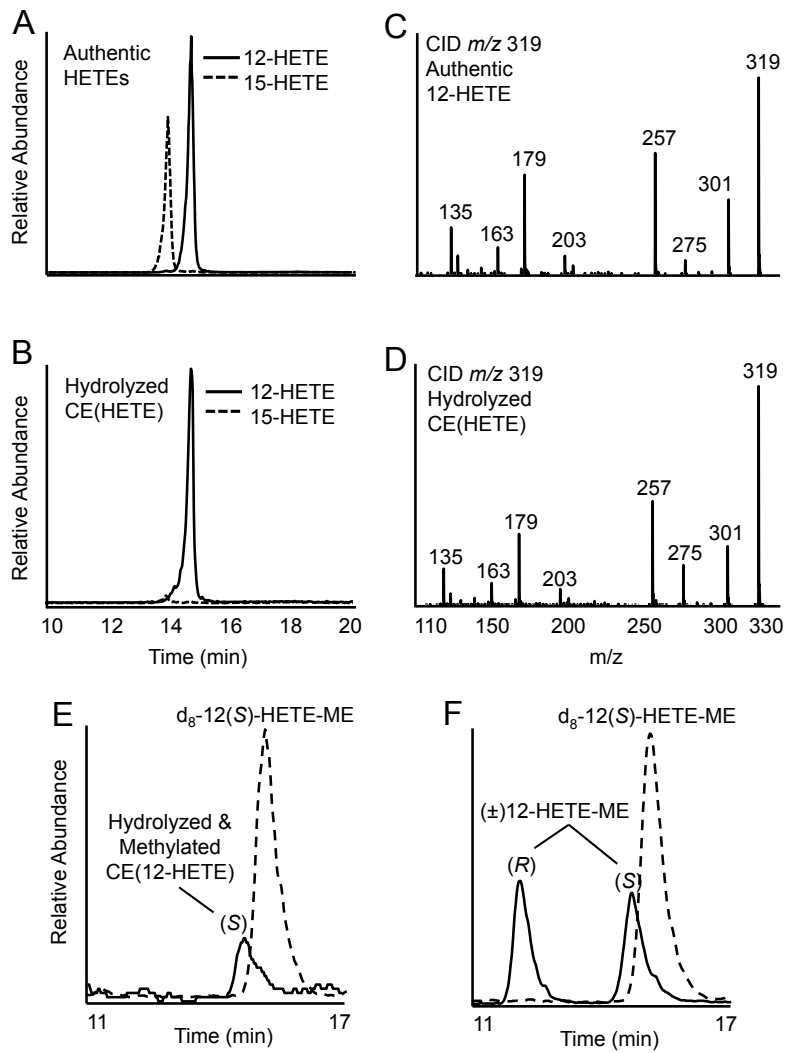 A
Authentic
HETEs
12-HETE
15-HETE
Relative Abundance
B
Hydrolyzed
CE(HETE)
12-HETE
15-HETE
Relative Abundance
10 12 14 16 18 20
Time (min)
C
CID m/z 319
Authentic
12-HETE
135
163
179
203
257
275
301
319
D
CID m/z 319
Hydrolyzed
CE(HETE)
135
163
179
203
257
275
301
319
110 150 200 250 300 330
m/z
E
d8-12(S)-HETE-ME
Hydrolyzed &
Methylated
CE(12-HETE)
(S)
Relative Abundance
11 17
Time (min)
F
d8-12(S)-HETE-ME
(±)12-HETE-ME
(R)
(S)
11 17
Time (min)